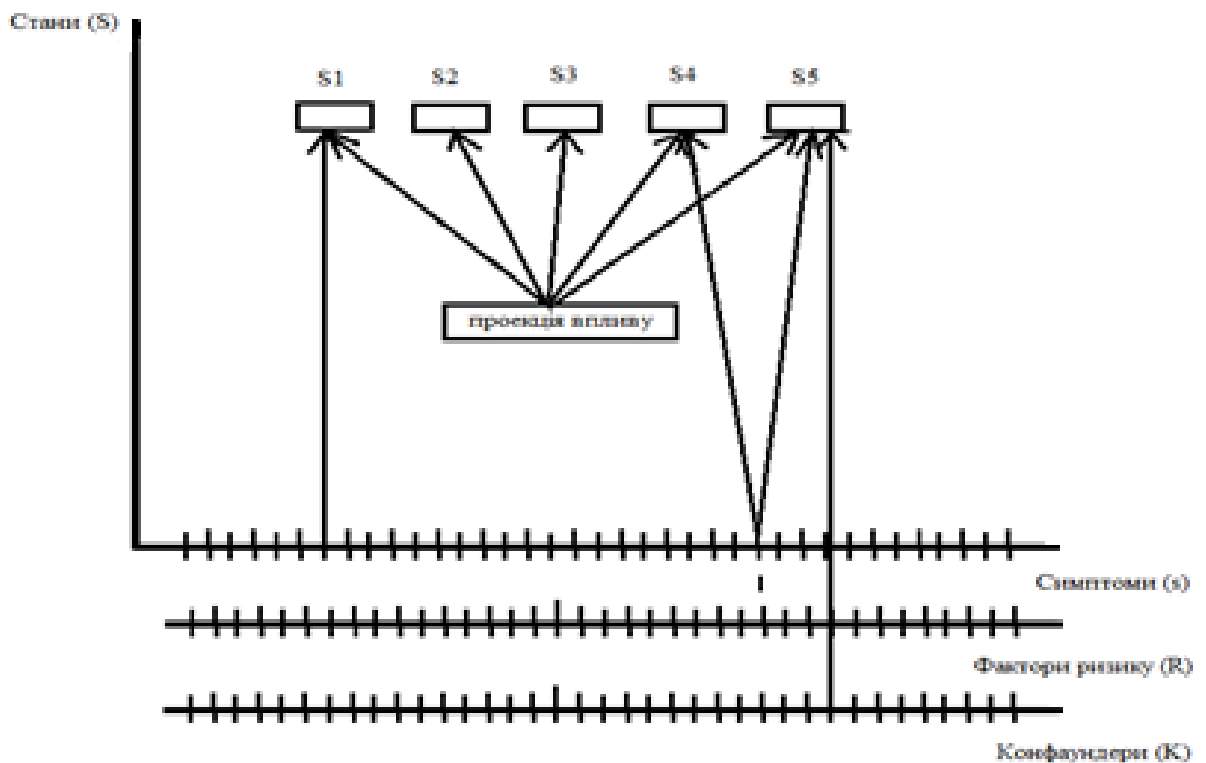 Стани (S)
S1 S2 S3 S4 S5
проекція впливу
Симптоми (s)
Фактори ризику (R)
Конфаундери (K)